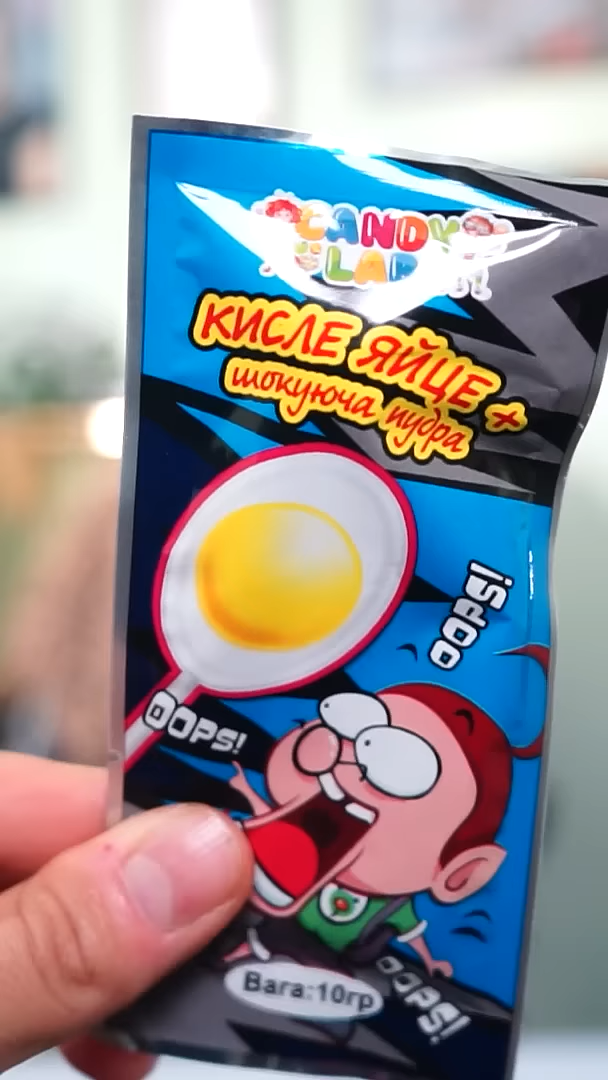 CANDY
LAB
КИСЛЕ ЯЙЦЕ +
шокуюча пудра
OOPS!
OOPS!
Вага:10гр
OOPS!